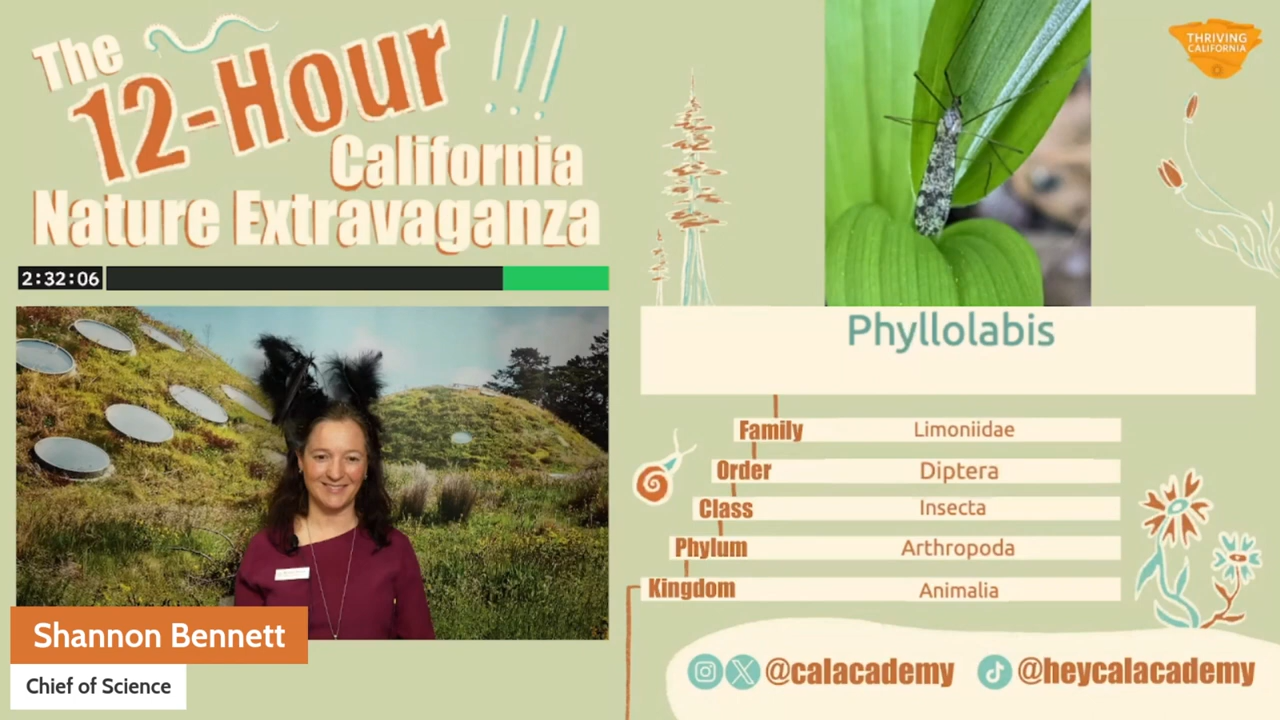 The
12-Hour !!!
California
Nature Extravaganza
2:32:06
Shannon Bennett
Chief of Science
THRIVING
CALIFORNIA
Phyllolabis
Family Limoniidae
Order Diptera
Class Insecta
Phylum Arthropoda
Kingdom Animalia
@calacademy @heycalacademy